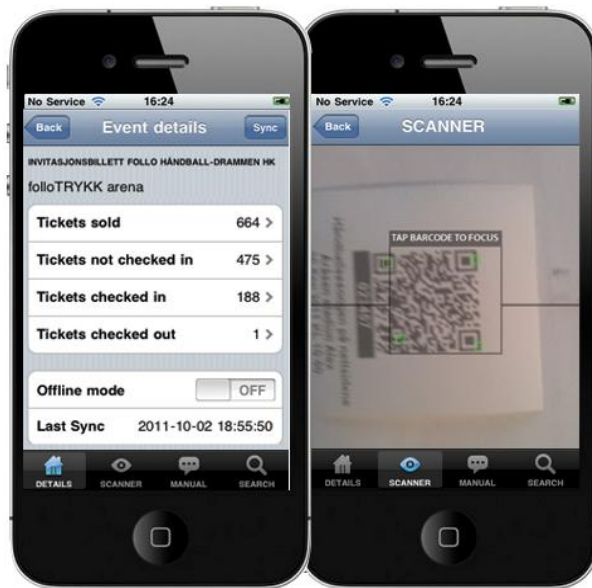 No Service 16:24
Back Event details Sync
INVITASJONSBILLETT FOLLO HÅNDBALL-DRAMMEN HK
folloTRYKK arena
Tickets sold 664
Tickets not checked in 475
Tickets checked in 188
Tickets checked out 1
Offline mode OFF
Last Sync 2011-10-02 18:55:50
DETAILS SCANNER MANUAL SEARCH
No Service 16:24
Back SCANNER
TAP BARCODE TO FOCUS
DETAILS SCANNER MANUAL SEARCH